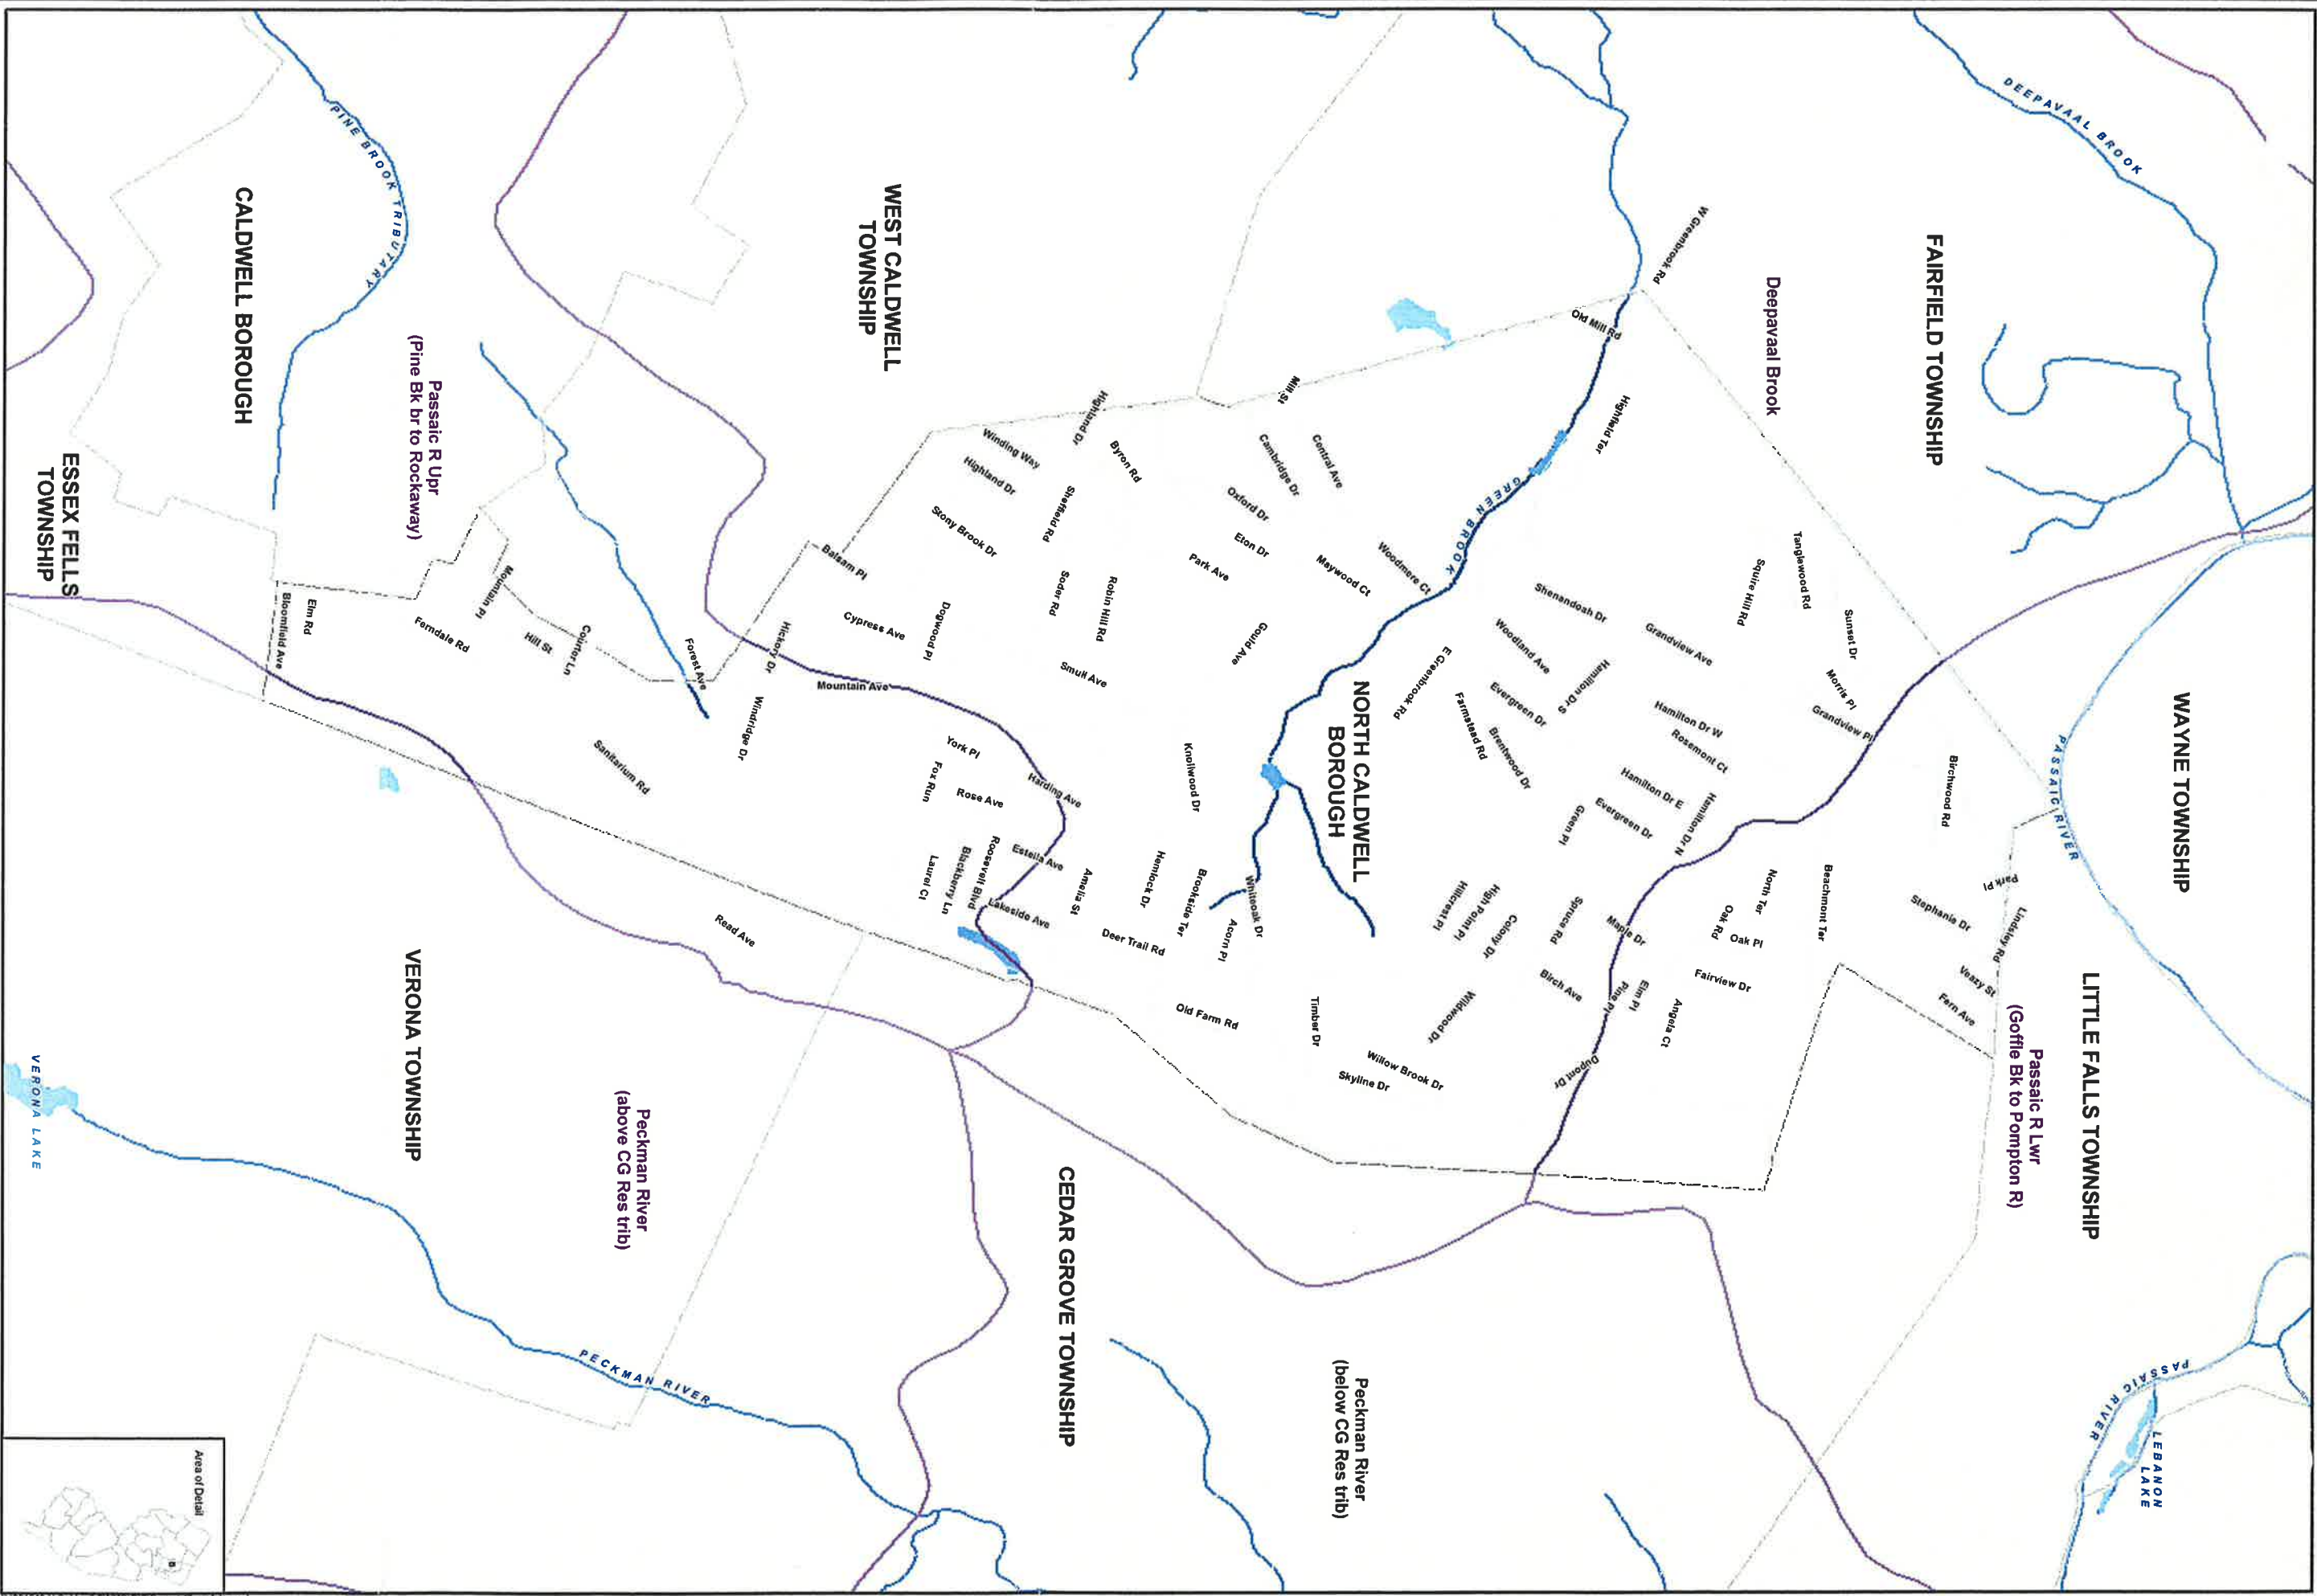 DEEPAVAAL BROOK
WAYNE TOWNSHIP
LITTLE FALLS TOWNSHIP
LEBANON
LAKE
PASSAIC RIVER
PASSAIC RIVER
FAIRFIELD TOWNSHIP
Passaic R Lwr
(Goffle Bk to Pompton R)
Deepavaal Brook
W Greenbrook Rd
Old Mill Rd
Highfield Ter
Tanglewood Rd
Squire Hill Rd
Sunset Dr
Morris Pl
Grandview Pl
Birchwood Rd
Park Pl
Lindsley Rd
Stephanie Dr
Veazy St
Fern Ave
Beachmont Ter
North Ter
Oak Rd
Oak Pl
Fairview Dr
Angela Ct
Elm Pl
Pine Pl
Maple Dr
Spruce Rd
Birch Ave
Dupont Dr
Shenandoah Dr
Grandview Ave
Woodland Ave
Hamilton Dr S
Hamilton Dr W
Rosemont Ct
Hamilton Dr E
Hamilton Dr N
Evergreen Dr
Evergreen Dr
Green Pl
Brentwood Dr
Farmstead Rd
E Greenbrook Rd
Hillcrest Pl
High Point Pl
Colony Dr
Wildwood Dr
Willow Brook Dr
Skyline Dr
Timber Dr
Old Farm Rd
GREEN BROOK
NORTH CALDWELL
BOROUGH
Peckman River
(below CG Res trib)
Mill St
Central Ave
Cambridge Dr
Oxford Dr
Eton Dr
Park Ave
Maywood Ct
Woodmere Ct
Gould Ave
Knollwood Dr
Whiteoak Dr
Acorn Pl
Brookside Ter
Hemlock Dr
Deer Trail Rd
Amelia St
Highland Dr
Byron Rd
Winding Way
Highland Dr
Sheffield Rd
Stony Brook Dr
Soder Rd
Robin Hill Rd
Smull Ave
Dogwood Pl
Cypress Ave
Balsam Pl
Mountain Ave
Hickory Dr
Windridge Dr
Forest Ave
York Pl
Fox Run
Rose Ave
Harding Ave
Estella Ave
Roosevelt Blvd
Blackberry Ln
Laurel Ct
Lakeside Ave
CEDAR GROVE TOWNSHIP
WEST CALDWELL
TOWNSHIP
Read Ave
Sanitarium Rd
Courter Ln
Hill St
Mountain Pl
Ferndale Rd
Elm Rd
Bloomfield Ave
Peckman River
(above CG Res trib)
PECKMAN RIVER
Passaic R Upr
(Pine Bk br to Rockaway)
PINE BROOK TRIBUTARY
VERONA TOWNSHIP
CALDWELL BOROUGH
ESSEX FELLS
TOWNSHIP
VERONA LAKE
Area of Detail